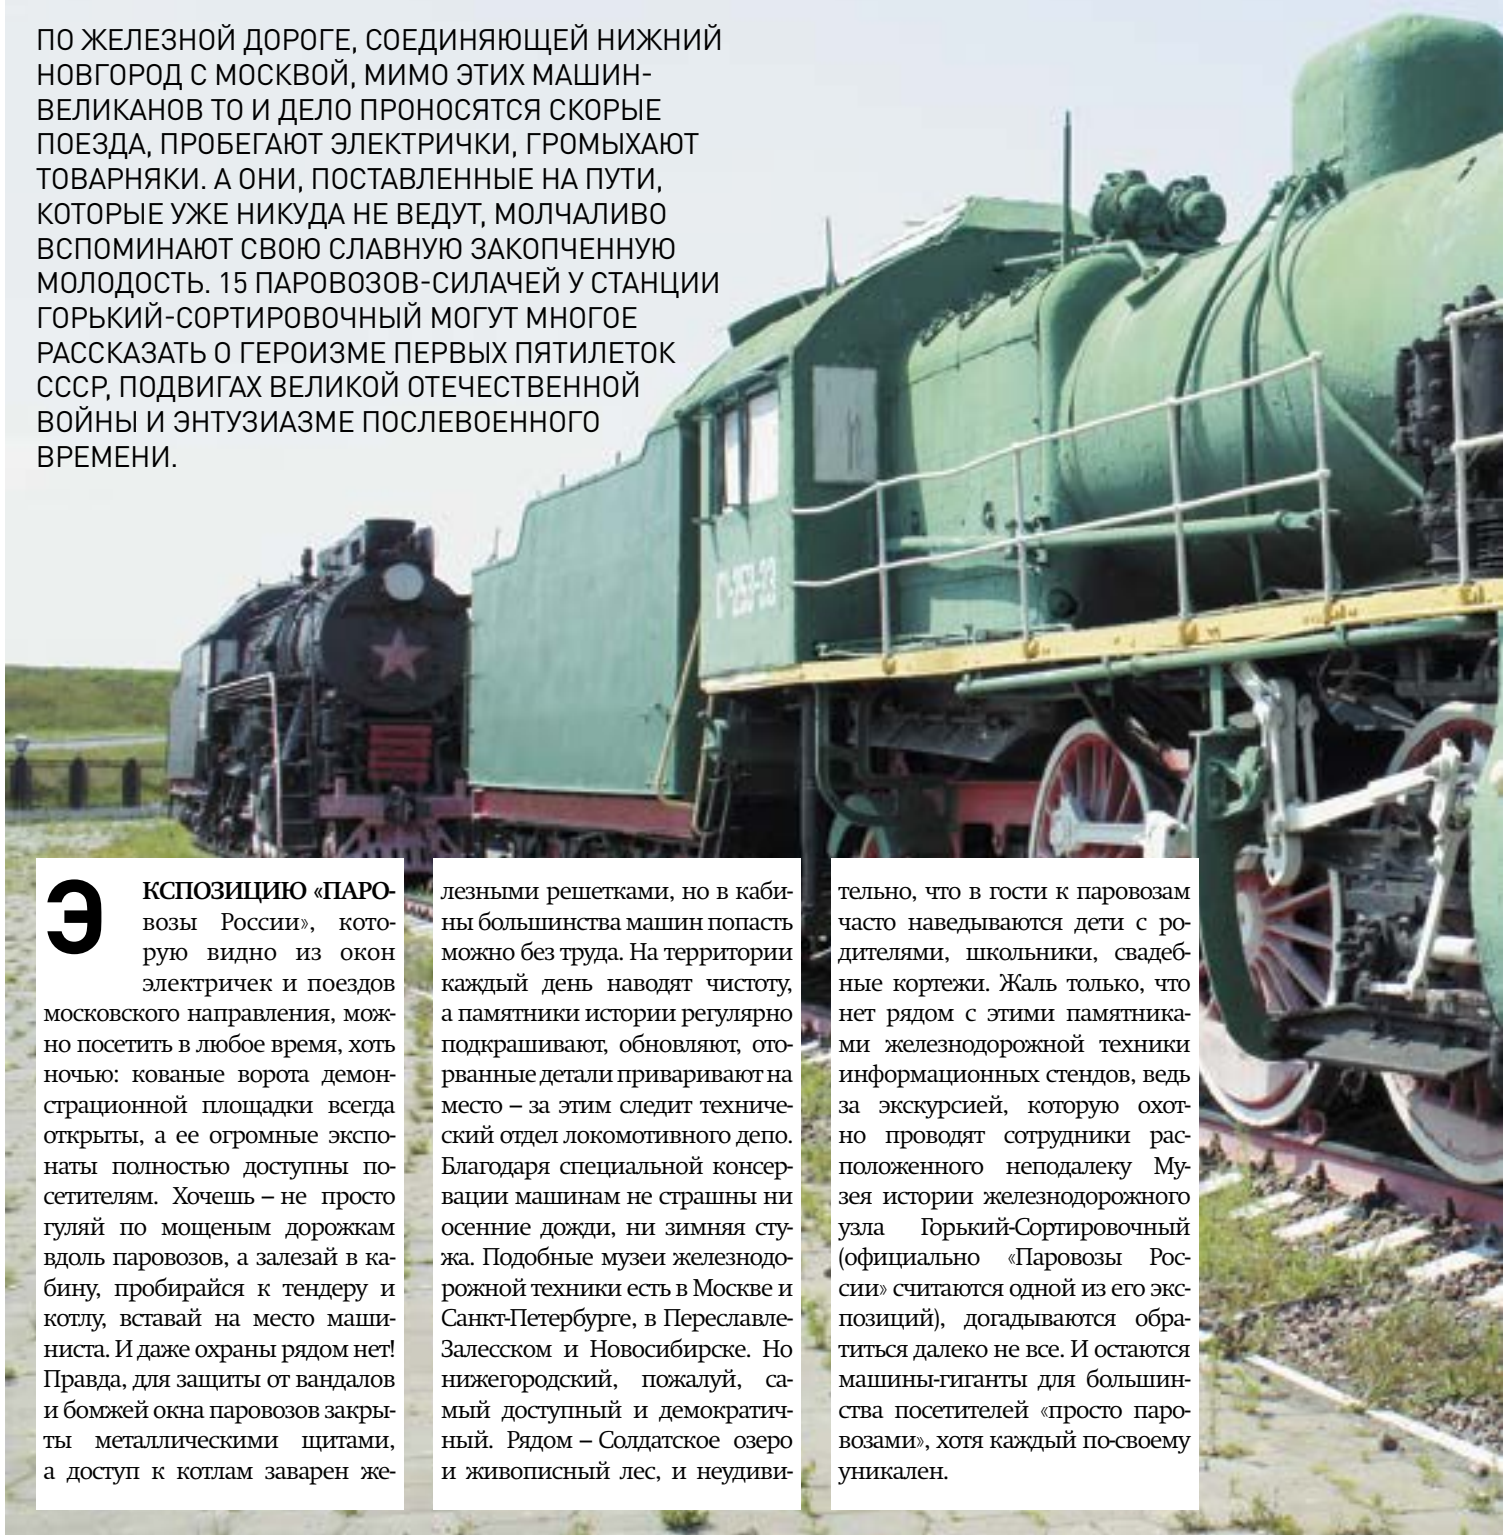 ПО ЖЕЛЕЗНОЙ ДОРОГЕ, СОЕДИНЯЮЩЕЙ НИЖНИЙ
НОВГОРОД С МОСКВОЙ, МИМО ЭТИХ МАШИН-
ВЕЛИКАНОВ ТО И ДЕЛО ПРОНОСЯТСЯ СКОРЫЕ
ПОЕЗДА, ПРОБЕГАЮТ ЭЛЕКТРИЧКИ, ГРОМЫХАЮТ
ТОВАРНЯКИ. А ОНИ, ПОСТАВЛЕННЫЕ НА ПУТИ,
КОТОРЫЕ УЖЕ НИКУДА НЕ ВЕДУТ, МОЛЧАЛИВО
ВСПОМИНАЮТ СВОЮ СЛАВНУЮ ЗАКОПЧЕННУЮ
МОЛОДОСТЬ. 15 ПАРОВОЗОВ-СИЛАЧЕЙ У СТАНЦИИ
ГОРЬКИЙ-СОРТИРОВОЧНЫЙ МОГУТ МНОГОЕ
РАССКАЗАТЬ О ГЕРОИЗМЕ ПЕРВЫХ ПЯТИЛЕТОК
СССР, ПОДВИГАХ ВЕЛИКОЙ ОТЕЧЕСТВЕННОЙ
ВОЙНЫ И ЭНТУЗИАЗМЕ ПОСЛЕВОЕННОГО
ВРЕМЕНИ.
ЭКСПОЗИЦИЮ «ПАРО-
возы России», кото-
рую видно из окон
электричек и поездов
московского направления, мож-
но посетить в любое время, хоть
ночью: кованые ворота демон-
страционной площадки всегда
открыты, а ее огромные экспо-
наты полностью доступны по-
сетителям. Хочешь – не просто
гуляй по мощеным дорожкам
вдоль паровозов, а залезай в ка-
бину, пробирайся к тендеру и
котлу, вставай на место маши-
ниста. И даже охраны рядом нет!
Правда, для защиты от вандалов
и бомжей окна паровозов закры-
ты металлическими щитами,
а доступ к котлам заварен же-
лезными решетками, но в каби-
ны большинства машин попасть
можно без труда. На территории
каждый день наводят чистоту,
а памятники истории регулярно
подкрашивают, обновляют, ото-
рванные детали приваривают на
место – за этим следит техниче-
ский отдел локомотивного депо.
Благодаря специальной консер-
вации машинам не страшны ни
осенние дожди, ни зимняя сту-
жа. Подобные музеи железнодо-
рожной техники есть в Москве и
Санкт-Петербурге, в Переславле-
Залесском и Новосибирске. Но
нижегородский, пожалуй, са-
мый доступный и демократич-
ный. Рядом – Солдатское озеро
и живописный лес, и неудиви-
тельно, что в гости к паровозам
часто наведываются дети с ро-
дителями, школьники, свадеб-
ные кортежи. Жаль только, что
нет рядом с этими памятника-
ми железнодорожной техники
информационных стендов, ведь
за экскурсией, которую охот-
но проводят сотрудники рас-
положенного неподалеку Му-
зея истории железнодорожного
узла Горький-Сортировочный
(официально «Паровозы Рос-
сии» считаются одной из его экс-
позиций), догадываются обра-
титься далеко не все. И остаются
машины-гиганты для большин-
ства посетителей «просто паро-
возами», хотя каждый по-своему
уникален.